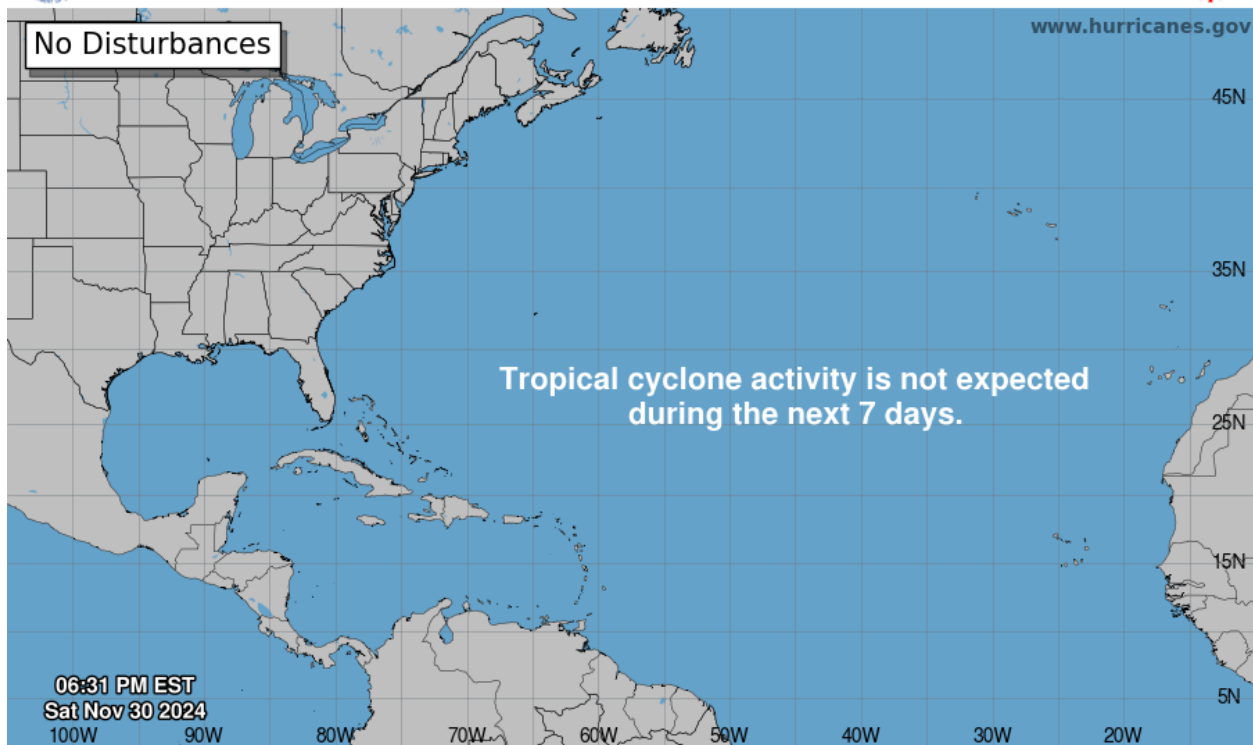 No Disturbances
www.hurricanes.gov
45N
35N
Tropical cyclone activity is not expected
during the next 7 days.
25N
15N
06:31 PM EST
Sat Nov 30 2024
5N
100W 90W 80W 70W 60W 50W 40W 30W 20W